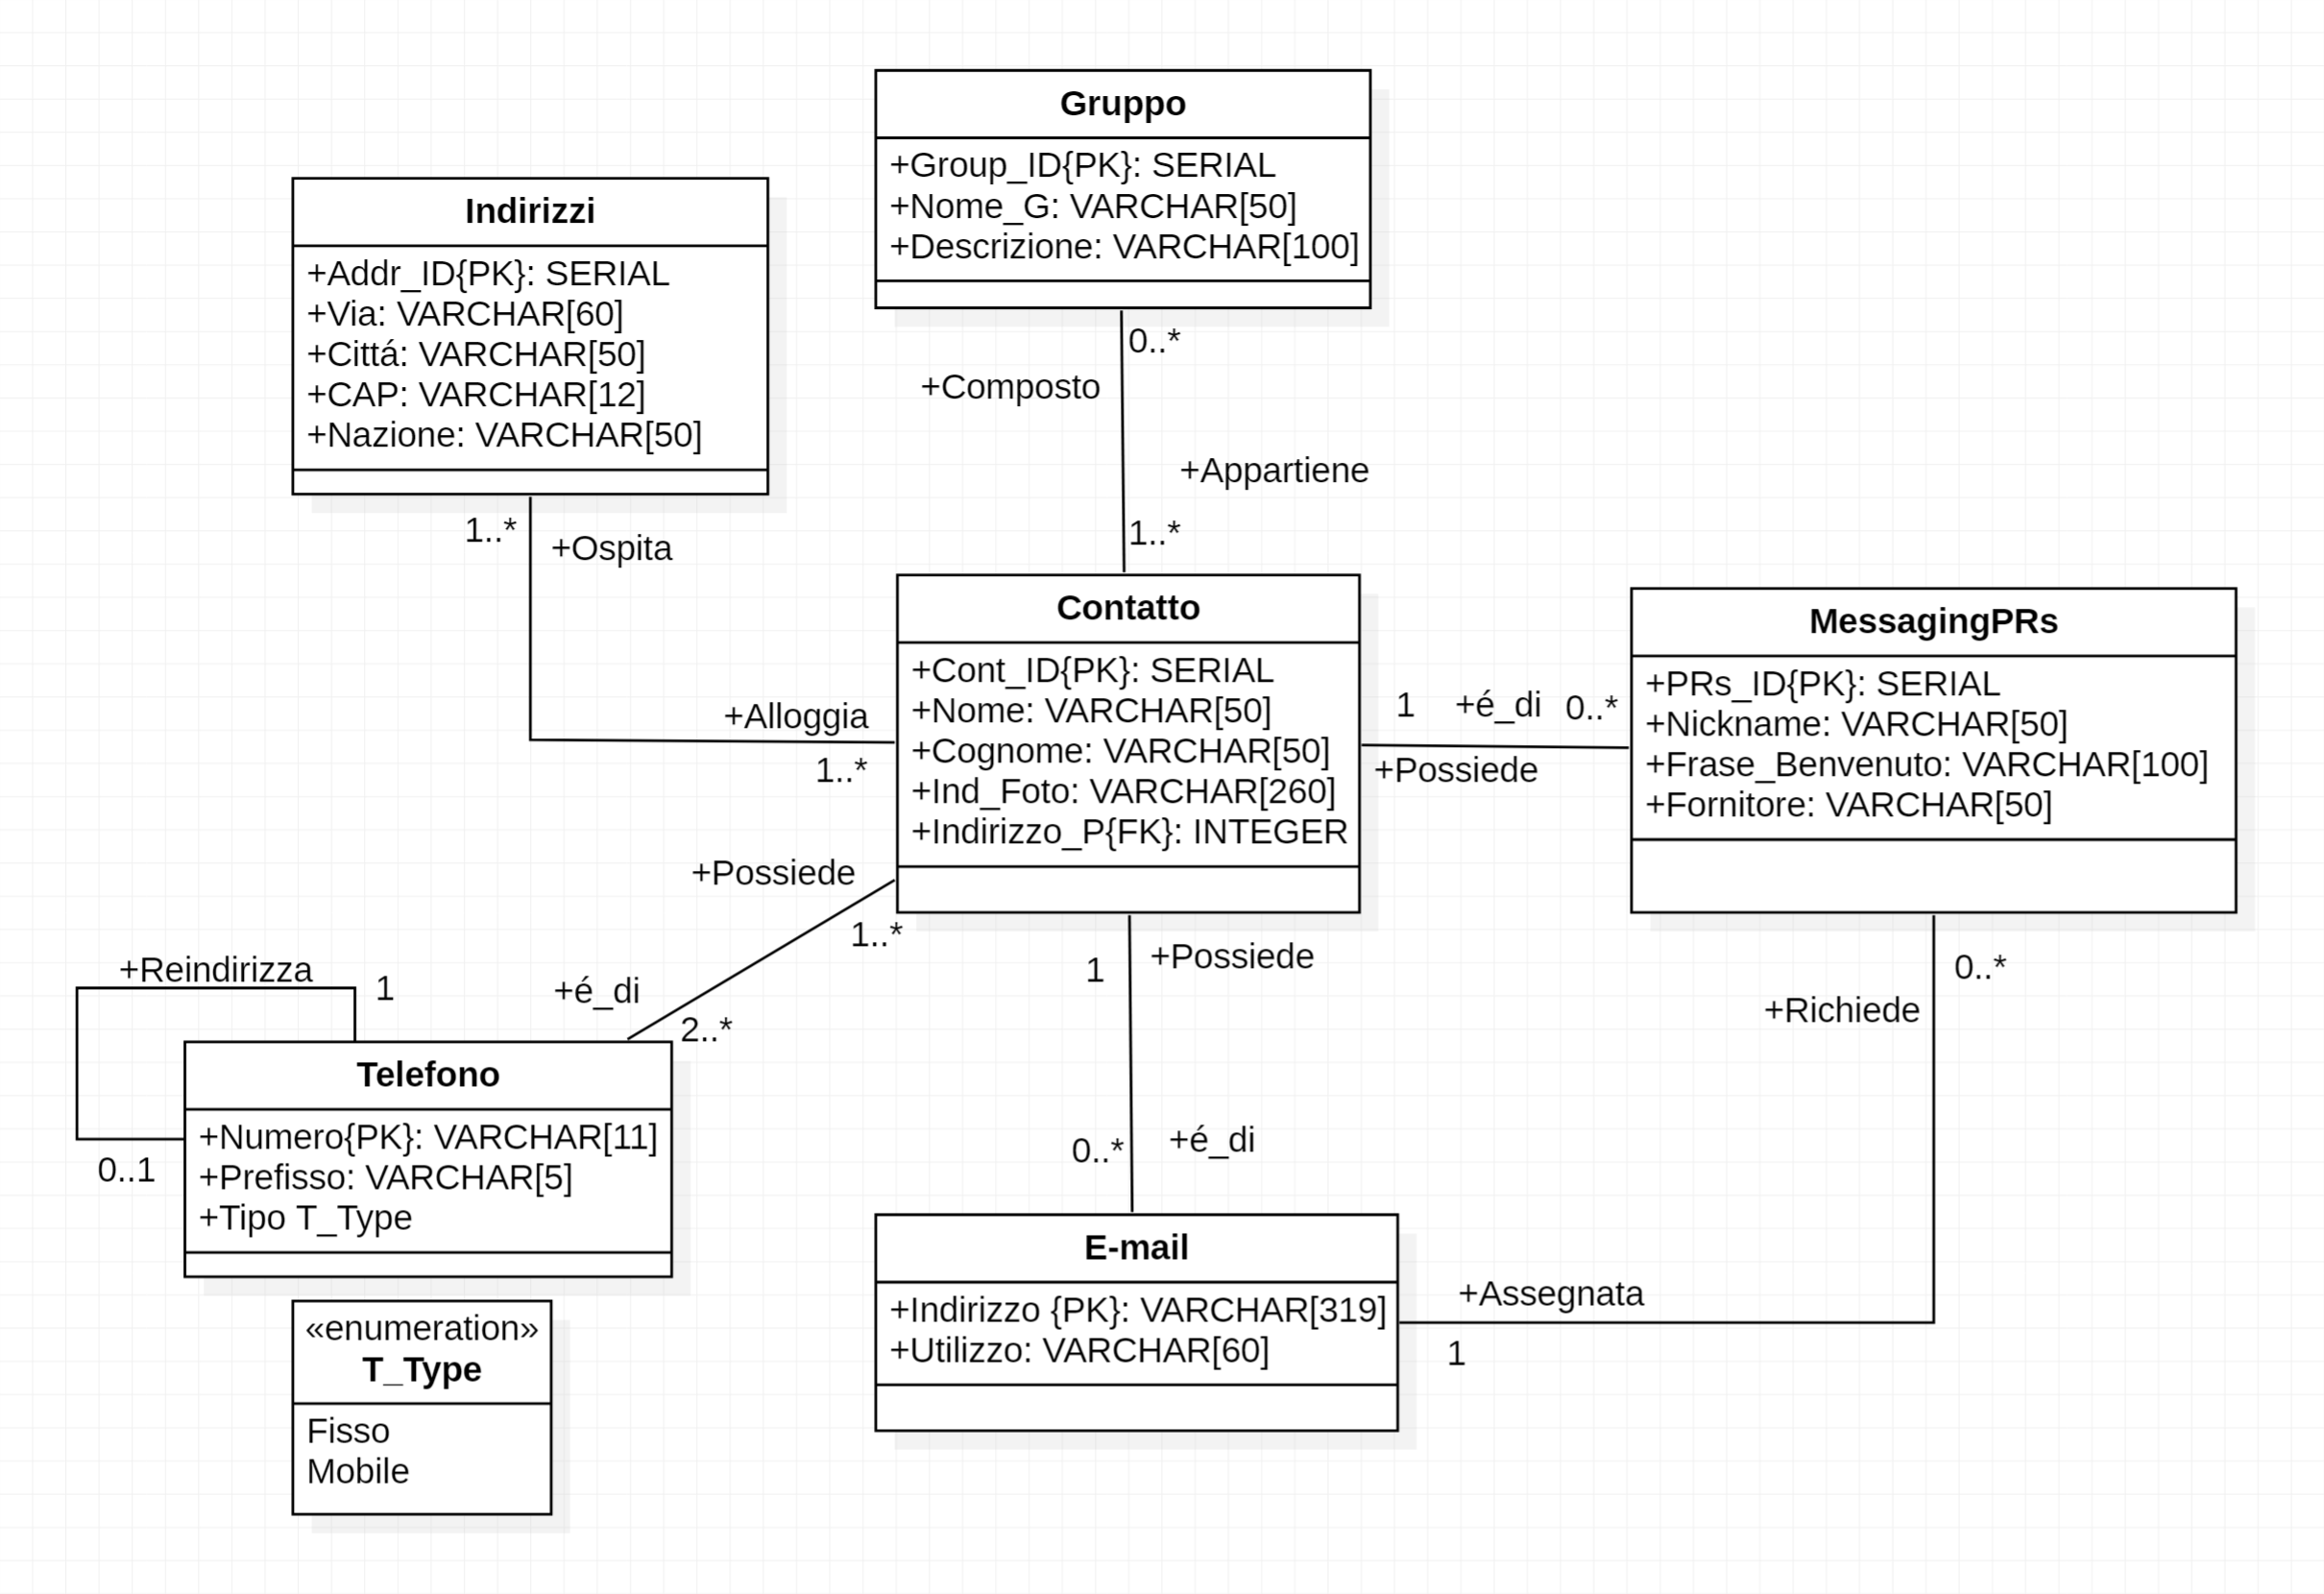 Gruppo
+Group_ID{PK}: SERIAL
+Nome_G: VARCHAR[50]
+Descrizione: VARCHAR[100]
Indirizzi
+Addr_ID{PK}: SERIAL
+Via: VARCHAR[60]
+Cittá: VARCHAR[50]
+CAP: VARCHAR[12]
+Nazione: VARCHAR[50]
0..*
+Composto
+Appartiene
1..*
1..*
+Ospita
+Alloggia
1..*
Contatto
+Cont_ID{PK}: SERIAL
+Nome: VARCHAR[50]
+Cognome: VARCHAR[50]
+Ind_Foto: VARCHAR[260]
+Indirizzo_P{FK}: INTEGER
1
+é_di
0..*
+Possiede
MessagingPRs
+PRs_ID{PK}: SERIAL
+Nickname: VARCHAR[50]
+Frase_Benvenuto: VARCHAR[100]
+Fornitore: VARCHAR[50]
+Possiede
1..*
+é_di
2..*
+Reindirizza
1
0..1
Telefono
+Numero{PK}: VARCHAR[11]
+Prefisso: VARCHAR[5]
+Tipo T_Type
1
+Possiede
0..*
+é_di
0..*
+Richiede
+Assegnata
1
E-mail
+Indirizzo {PK}: VARCHAR[319]
+Utilizzo: VARCHAR[60]
«enumeration»
T_Type
Fisso
Mobile